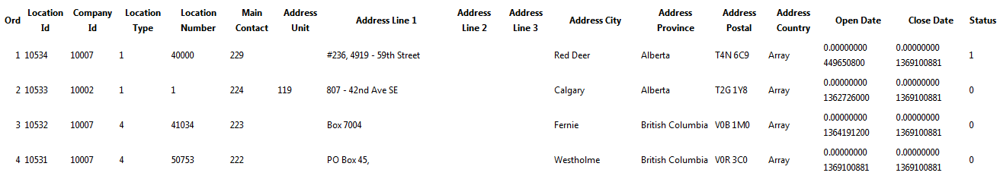 Ord Location Id Company Id Location Type Location Number Main Contact Address Unit Address Line 1 Address Line 2 Address Line 3 Address City Address Province Address Postal Address Country Open Date Close Date Status
1 10534 10007 1 40000 229 #236, 4919 - 59th Street Red Deer Alberta T4N 6C9 Array 0.00000000 449650800 0.00000000 1369100881 1
2 10533 10002 1 1 224 119 807 - 42nd Ave SE Calgary Alberta T2G 1Y8 Array 0.00000000 1362726000 0.00000000 1369100881 0
3 10532 10007 4 41034 223 Box 7004 Fernie British Columbia V0B 1M0 Array 0.00000000 1364191200 0.00000000 1369100881 0
4 10531 10007 4 50753 222 PO Box 45, Westholme British Columbia V0R 3C0 Array 0.00000000 1369100881 0.00000000 1369100881 0